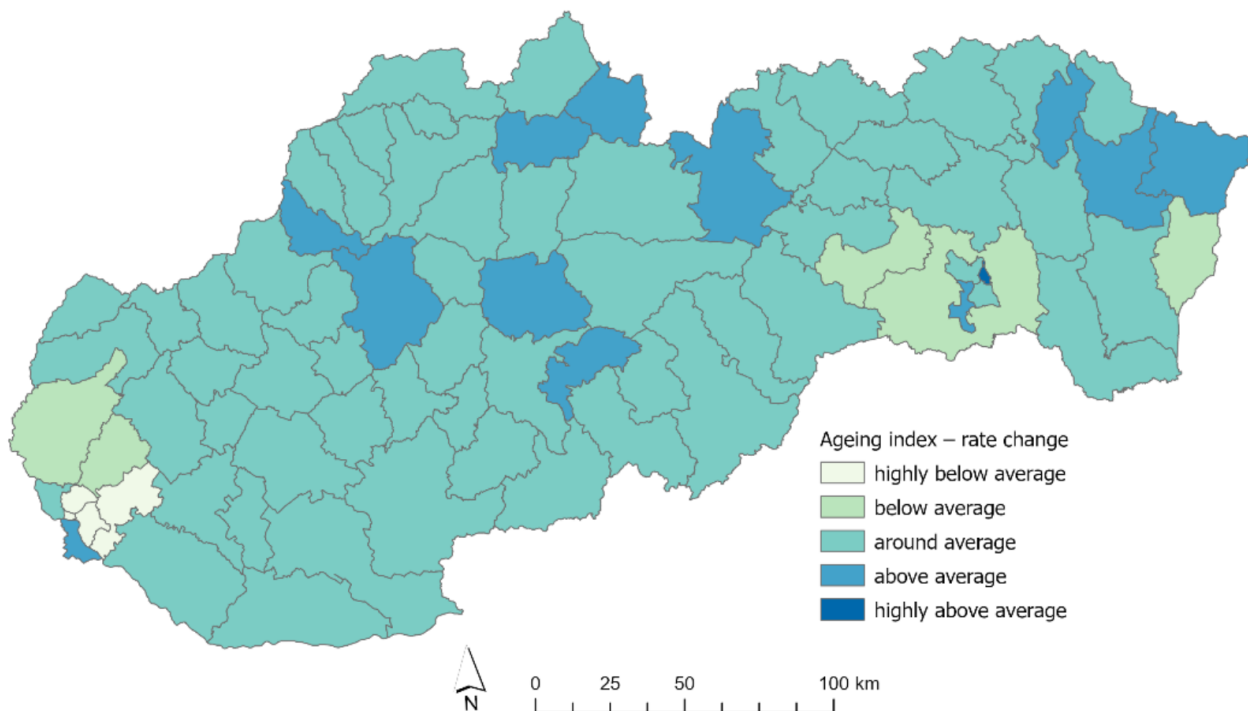 Ageing index – rate change
highly below average
below average
around average
above average
highly above average
N
0 25 50 100 km